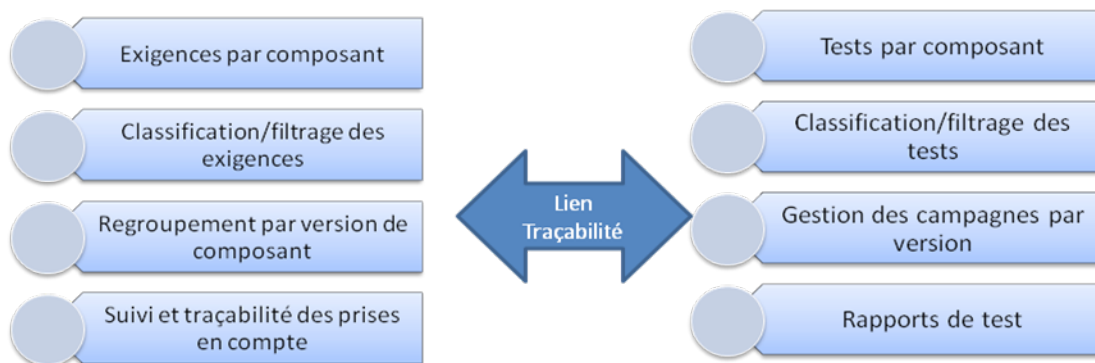 Exigences par composant
Classification/filtrage des
exigences
Regroupement par version de
composant
Suivi et traçabilité des prises
en compte
Lien
Traçabilité
Tests par composant
Classification/filtrage des
tests
Gestion des campagnes par
version
Rapports de test